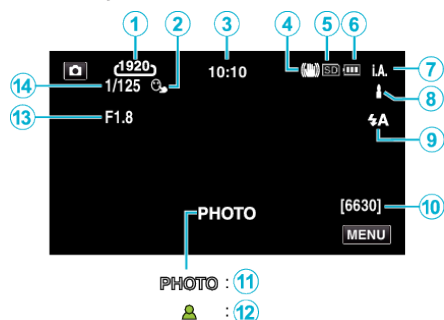 1 2 3 4 5 6
1920 10:10 SD i.A. 7
14 1/125 8
13 F1.8 A 9
[6630] 10
PHOTO
MENU
PHOTO : 11
: 12